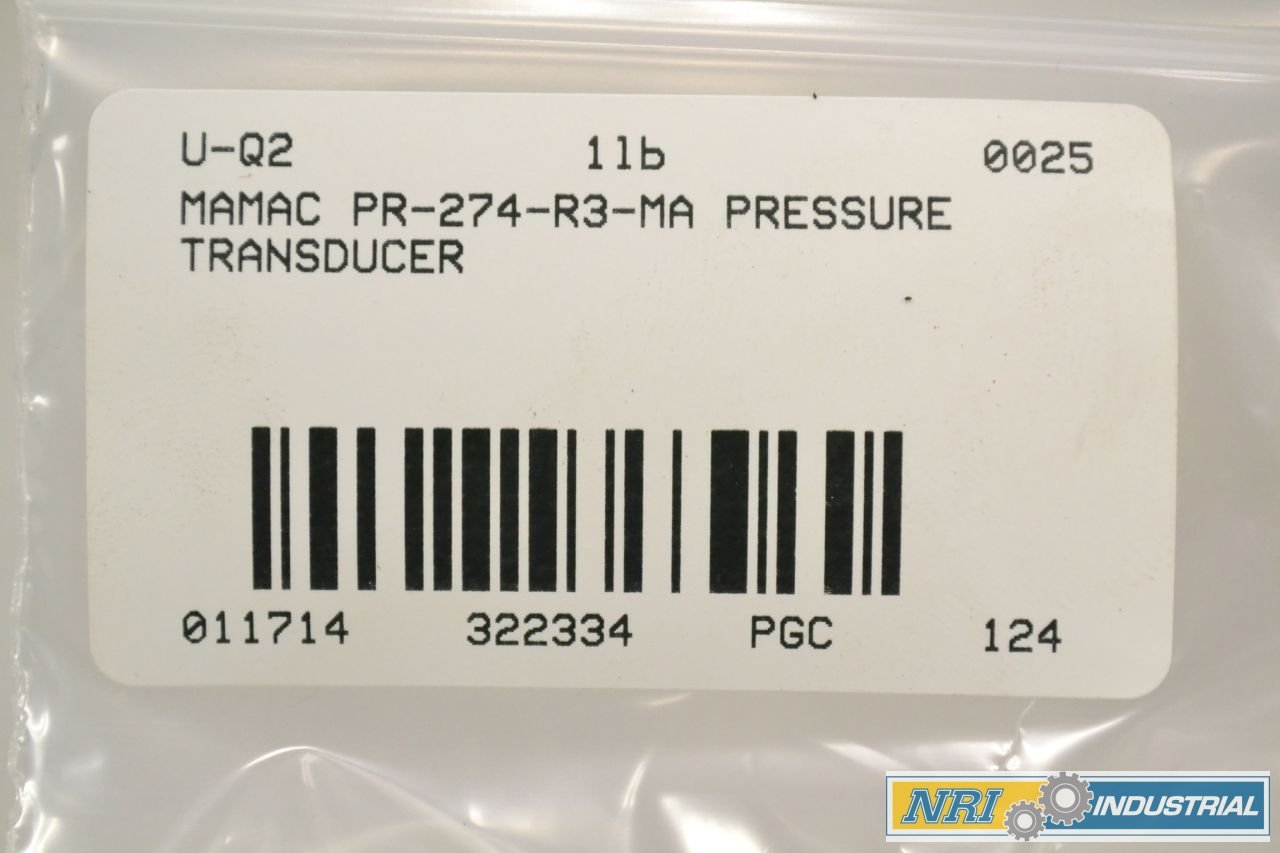 U-Q2 1lb 0025
MAMAC PR-274-R3-MA PRESSURE
TRANSDUCER
011714 322334 PGC 124
NRI INDUSTRIAL